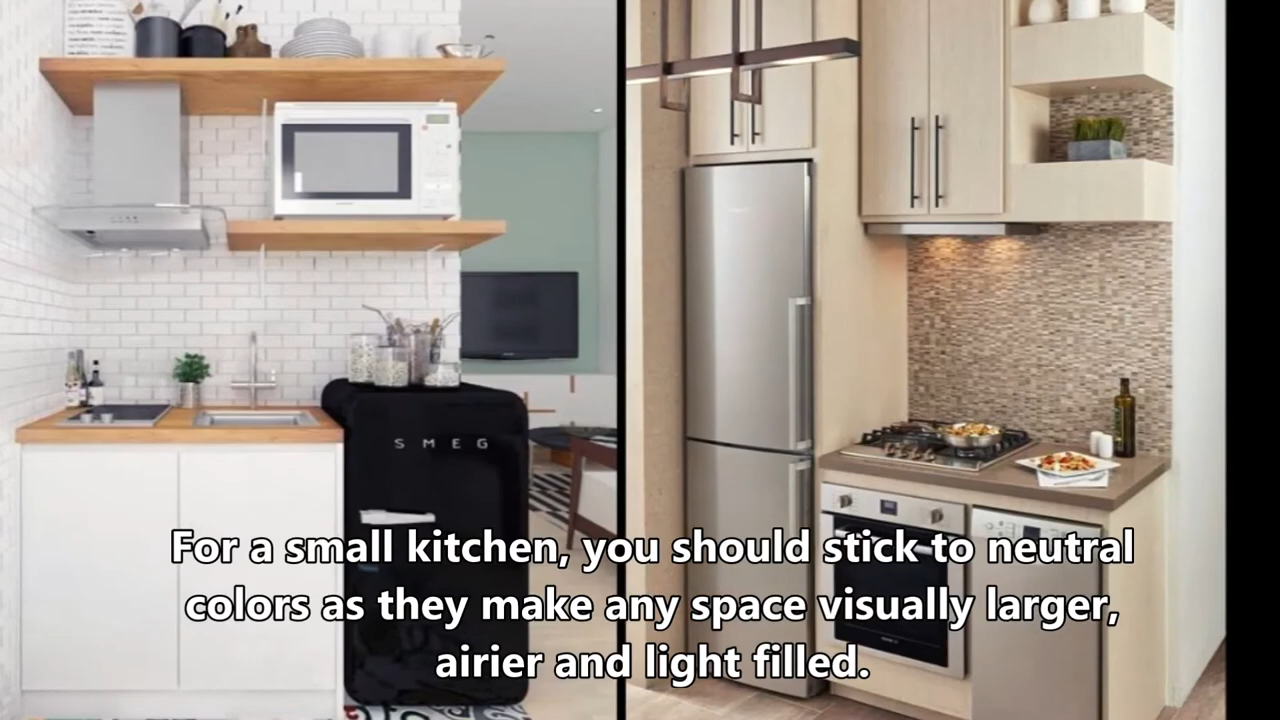 S M E G
For a small kitchen, you should stick to neutral
colors as they make any space visually larger,
airier and light filled.